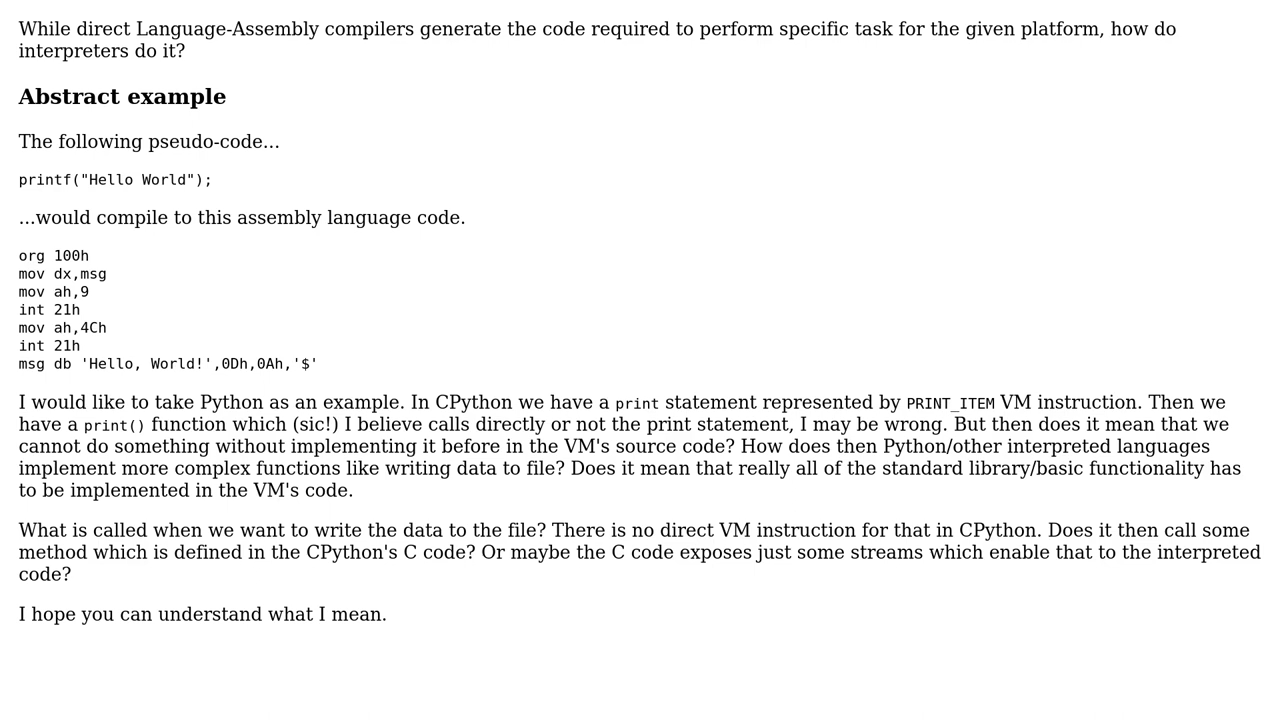 While direct Language-Assembly compilers generate the code required to perform specific task for the given platform, how do
interpreters do it?
Abstract example
The following pseudo-code...
printf("Hello World");
...would compile to this assembly language code.
org 100h
mov dx,msg
mov ah,9
int 21h
mov ah,4Ch
int 21h
msg db 'Hello, World!',0Dh,0Ah,'$'
I would like to take Python as an example. In CPython we have a print statement represented by PRINT_ITEM VM instruction. Then we
have a print() function which (sic!) I believe calls directly or not the print statement, I may be wrong. But then does it mean that we
cannot do something without implementing it before in the VM's source code? How does then Python/other interpreted languages
implement more complex functions like writing data to file? Does it mean that really all of the standard library/basic functionality has
to be implemented in the VM's code.
What is called when we want to write the data to the file? There is no direct VM instruction for that in CPython. Does it then call some
method which is defined in the CPython's C code? Or maybe the C code exposes just some streams which enable that to the interpreted
code?
I hope you can understand what I mean.